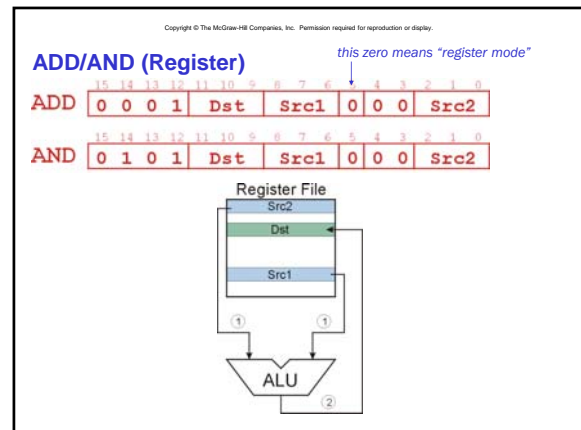 Copyright © The McGraw-Hill Companies, Inc. Permission required for reproduction or display.
ADD/AND (Register)
this zero means "register mode"
15 14 13 12 11 10 9 8 7 6 5 4 3 2 1 0
ADD 0 0 0 1 Dst Src1 0 0 0 Src2
15 14 13 12 11 10 9 8 7 6 5 4 3 2 1 0
AND 0 1 0 1 Dst Src1 0 0 0 Src2
Register File
Src2
Dst
Src1
1 1
ALU
2